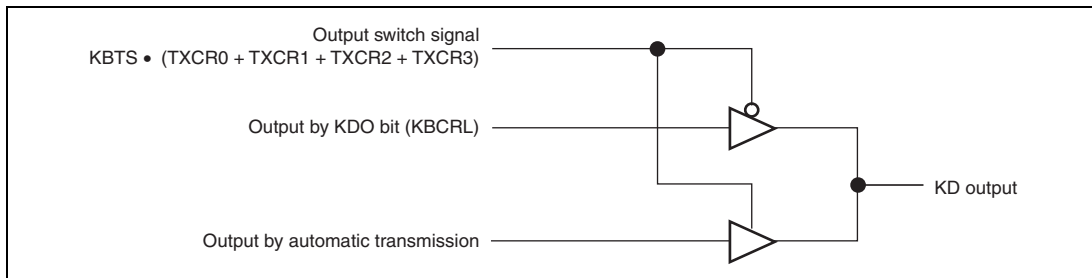 Output switch signal
KBTS • (TXCR0 + TXCR1 + TXCR2 + TXCR3)
Output by KDO bit (KBCRL)
KD output
Output by automatic transmission